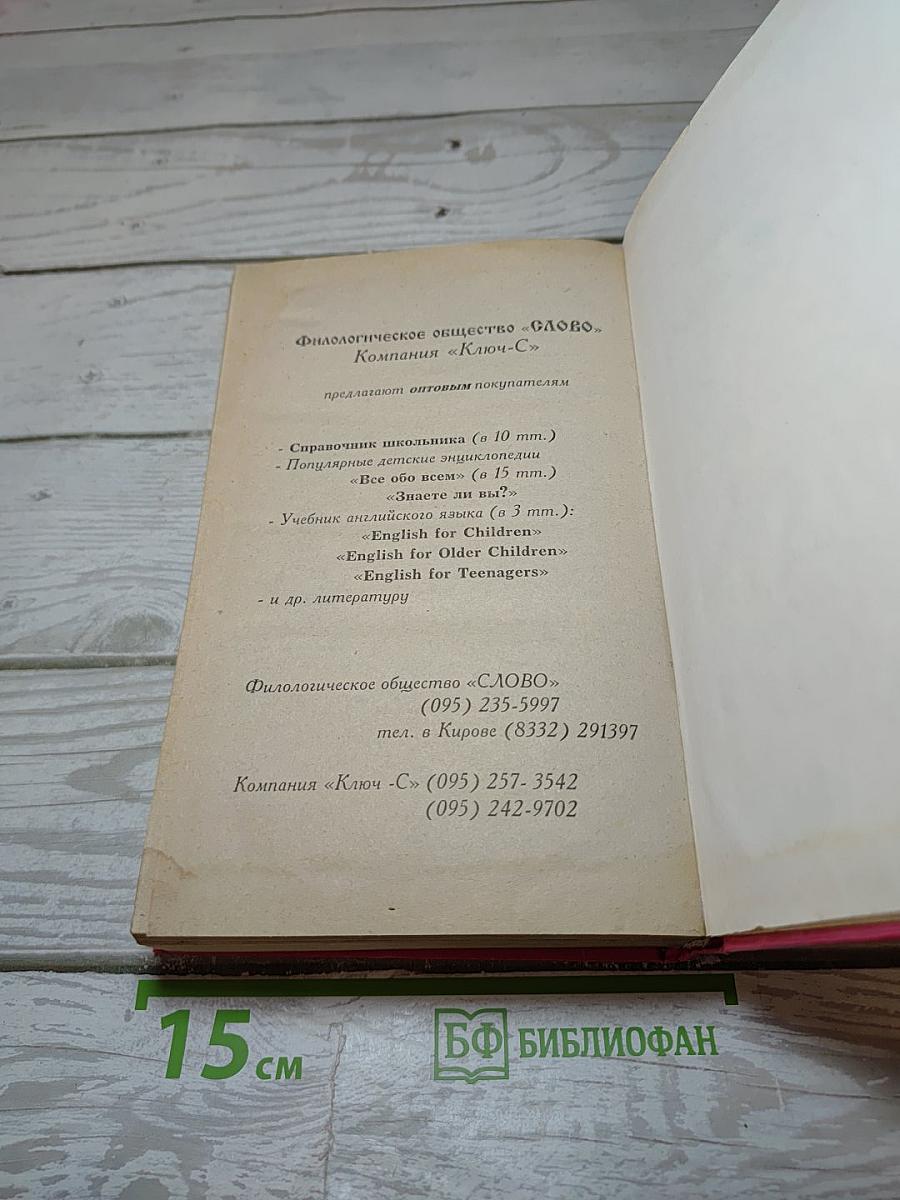 Филологическое общество «СЛОВО»
Компания «Ключ-С»
предлагают оптовым покупателям
- Справочник школьника (в 10 тт.)
- Популярные детские энциклопедии
«Все обо всем» (в 15 тт.)
«Знаете ли вы?»
- Учебник английского языка (в 3 тт.):
«English for Children»
«English for Older Children»
«English for Teenagers»
- и др. литературу
Филологическое общество «СЛОВО»
(095) 235-5997
тел. в Кирове (8332) 291397
Компания «Ключ -С» (095) 257- 3542
(095) 242-9702
15 см
БФ БИБЛИОФАН